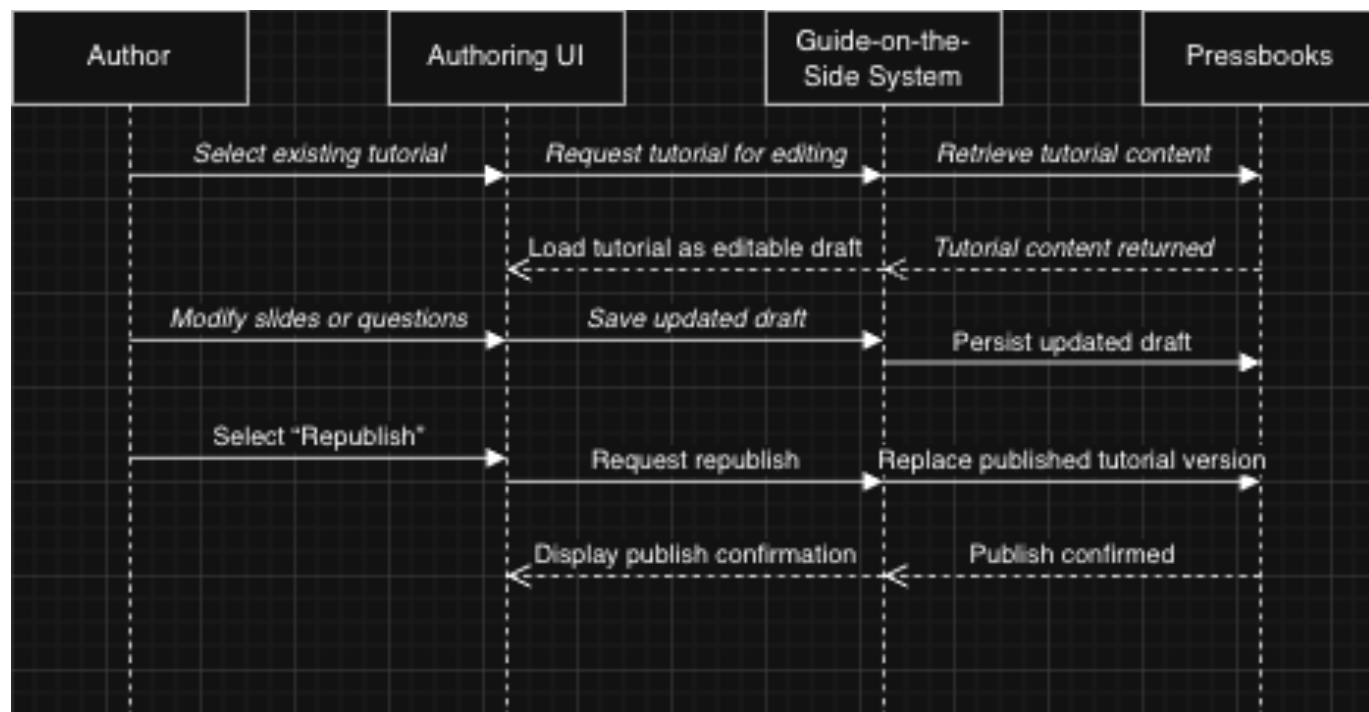 Author
Authoring UI
Guide-on-the-
Side System
Pressbooks
Select existing tutorial
Request tutorial for editing
Retrieve tutorial content
Load tutorial as editable draft
Tutorial content returned
Modify slides or questions
Save updated draft
Persist updated draft
Select “Republish”
Request republish
Replace published tutorial version
Display publish confirmation
Publish confirmed